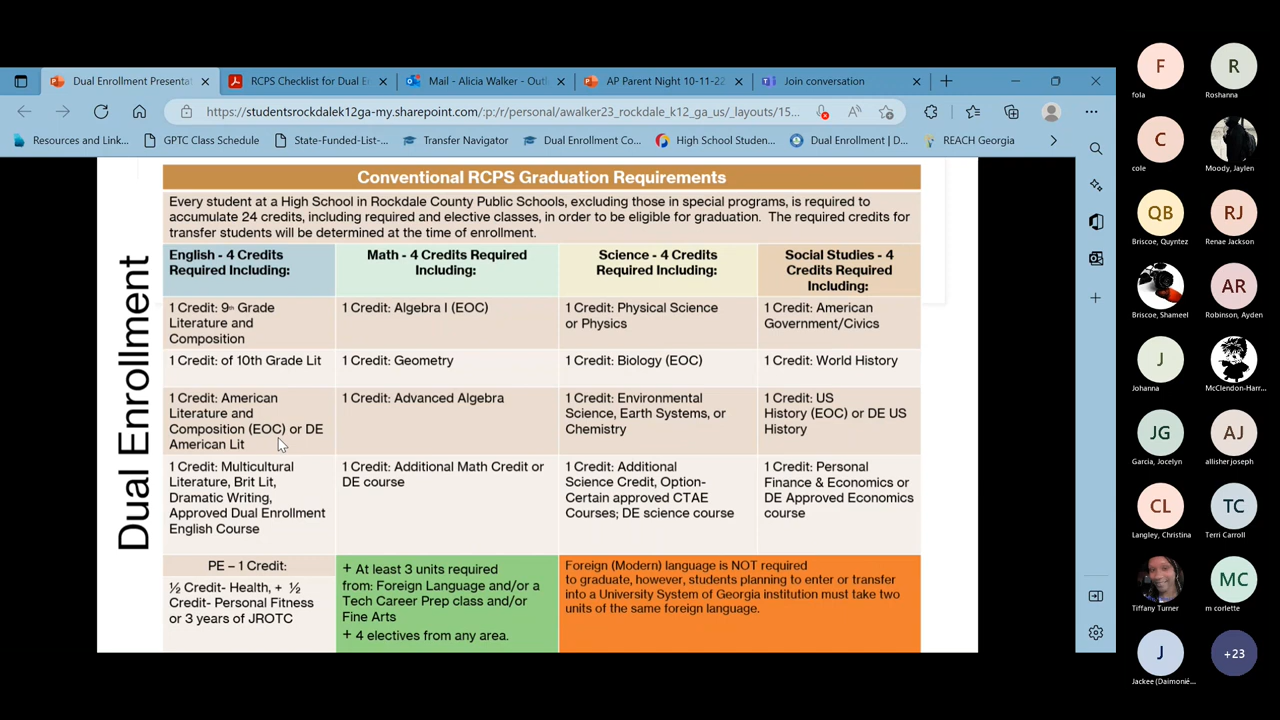 Dual Enrollment Presenta
RCPS Checklist for Dual E
Mail - Alicia Walker - Outl
AP Parent Night 10-11-22
Join conversation
https://studentsrockdalek12ga-my.sharepoint.com/:p:/r/personal/awalker23_rockdale_k12_ga_us/_layouts/15...
Resources and Link...
GPTC Class Schedule
State-Funded-List-...
Transfer Navigator
Dual Enrollment Co...
High School Studen...
Dual Enrollment | D...
REACH Georgia
Dual Enrollment
Conventional RCPS Graduation Requirements
Every student at a High School in Rockdale County Public Schools, excluding those in special programs, is required to
accumulate 24 credits, including required and elective classes, in order to be eligible for graduation. The required credits for
transfer students will be determined at the time of enrollment.
English - 4 Credits
Required Including:
Math - 4 Credits Required
Including:
Science - 4 Credits
Required Including:
Social Studies - 4
Credits Required
Including:
1 Credit: 9th Grade
Literature and
Composition
1 Credit: Algebra I (EOC)
1 Credit: Physical Science
or Physics
1 Credit: American
Government/Civics
1 Credit: of 10th Grade Lit
1 Credit: Geometry
1 Credit: Biology (EOC)
1 Credit: World History
1 Credit: American
Literature and
Composition (EOC) or DE
American Lit
1 Credit: Advanced Algebra
1 Credit: Environmental
Science, Earth Systems, or
Chemistry
1 Credit: US
History (EOC) or DE US
History
1 Credit: Multicultural
Literature, Brit Lit,
Dramatic Writing,
Approved Dual Enrollment
English Course
1 Credit: Additional Math Credit or
DE course
1 Credit: Additional
Science Credit, Option-
Certain approved CTAE
Courses; DE science course
1 Credit: Personal
Finance & Economics or
DE Approved Economics
course
PE – 1 Credit:
½ Credit- Health, + ½
Credit- Personal Fitness
or 3 years of JROTC
+ At least 3 units required
from: Foreign Language and/or a
Tech Career Prep class and/or
Fine Arts
+ 4 electives from any area.
Foreign (Modern) language is NOT required
to graduate, however, students planning to enter or transfer
into a University System of Georgia institution must take two
units of the same foreign language.
F
fola
R
Roshanna
C
cole
Moody, Jaylen
QB
Briscoe, Quyntez
RJ
Renae Jackson
Briscoe, Shameel
AR
Robinson, Ayden
J
Johanna
McClendon-Harr...
JG
Garcia, Jocelyn
AJ
allisher joseph
CL
Langley, Christina
TC
Terri Carroll
Tiffany Turner
MC
m corlette
J
Jackee (Daimonié...
+23